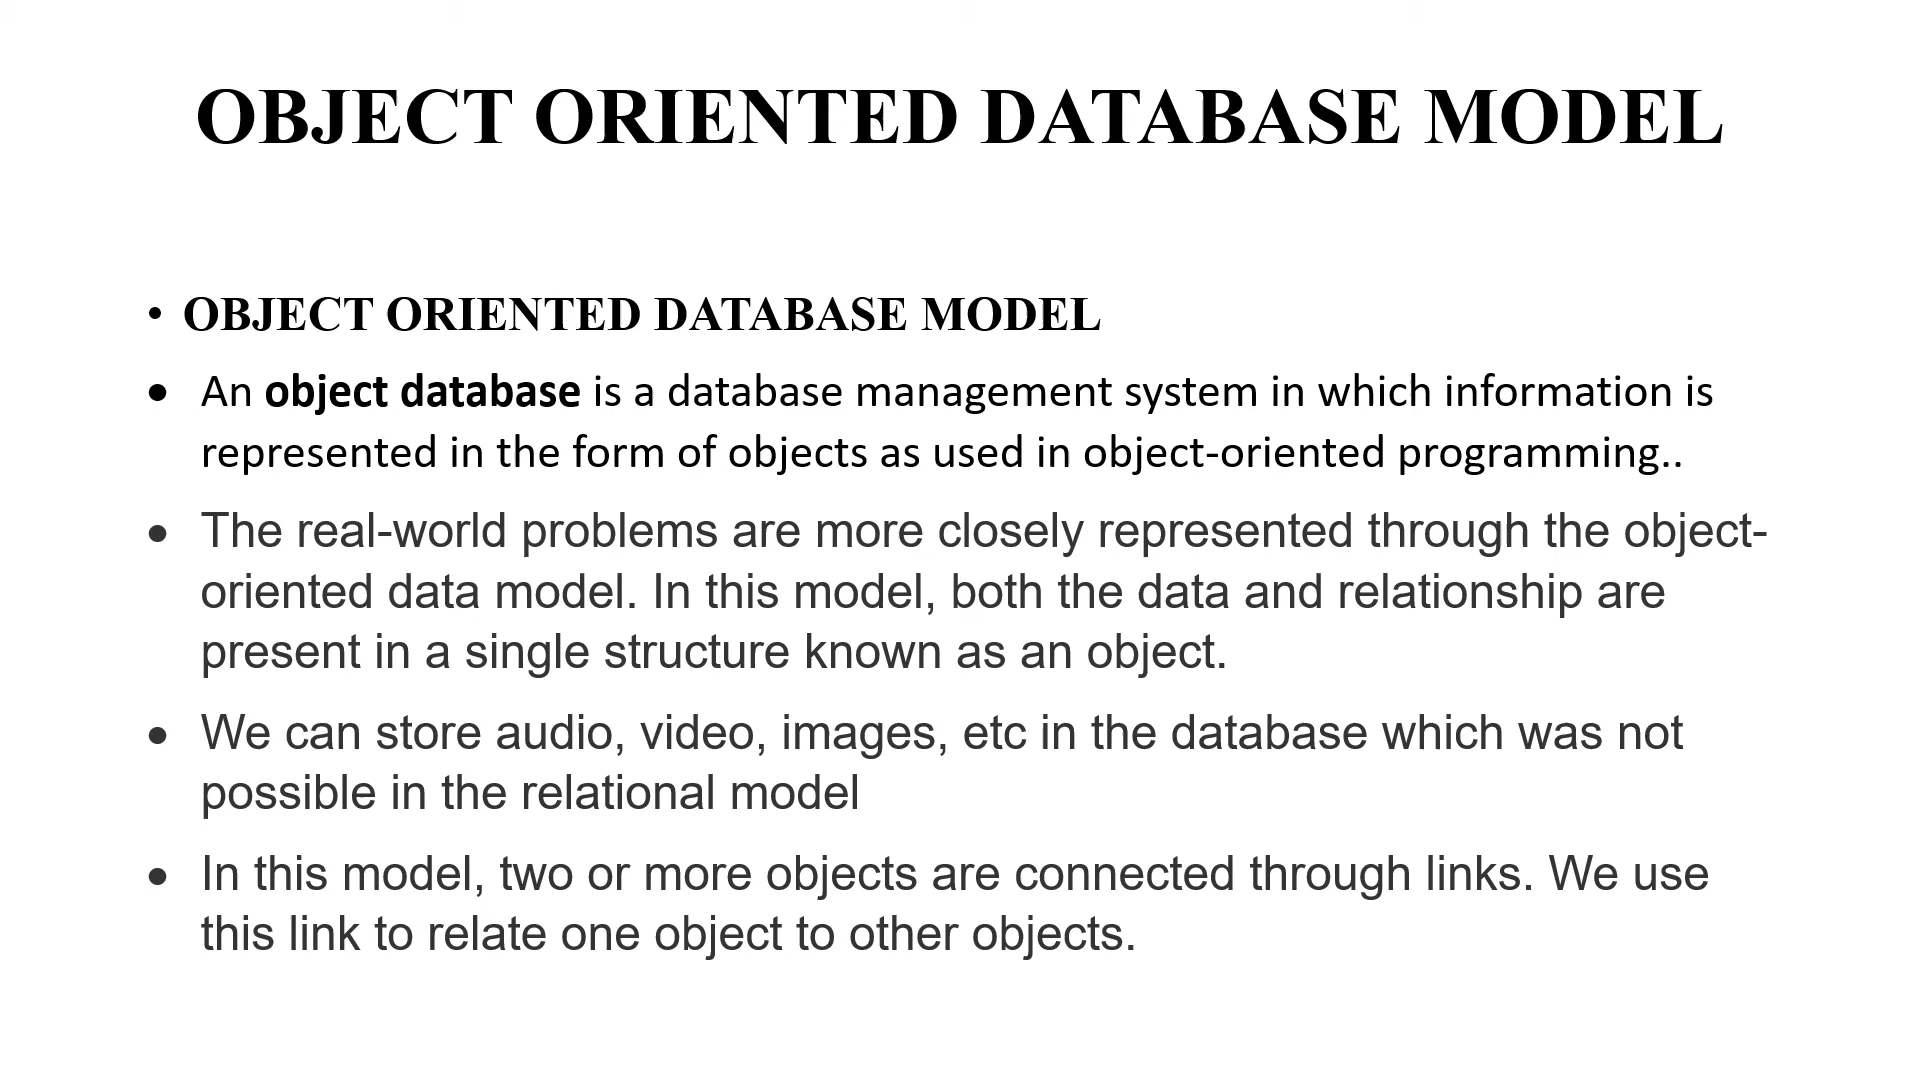 OBJECT ORIENTED DATABASE MODEL
• OBJECT ORIENTED DATABASE MODEL
• An object database is a database management system in which information is
represented in the form of objects as used in object-oriented programming..
• The real-world problems are more closely represented through the object-
oriented data model. In this model, both the data and relationship are
present in a single structure known as an object.
• We can store audio, video, images, etc in the database which was not
possible in the relational model
• In this model, two or more objects are connected through links. We use
this link to relate one object to other objects.